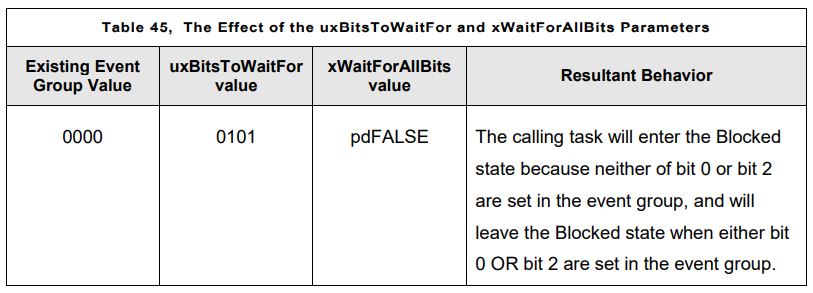 Table 45, The Effect of the uxBitsToWaitFor and xWaitForAllBits Parameters
Existing Event
Group Value
uxBitsToWaitFor
value
xWaitForAllBits
value
Resultant Behavior
0000
0101
pdFALSE
The calling task will enter the Blocked
state because neither of bit 0 or bit 2
are set in the event group, and will
leave the Blocked state when either bit
0 OR bit 2 are set in the event group.